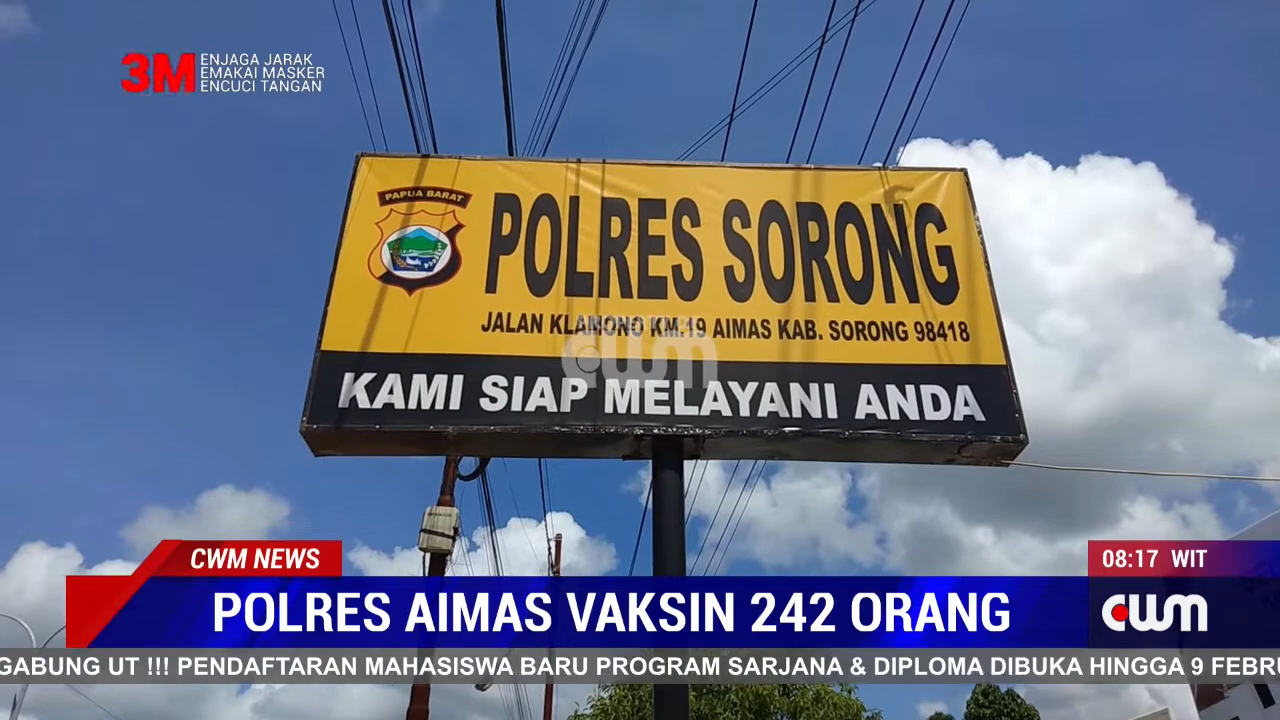 3M ENJAGA JARAK
EMAKAI MASKER
ENCUCI TANGAN
PAPUA BARAT
POLRES SORONG
JALAN KLAMONO KM.19 AIMAS KAB. SORONG 98418
cwm
KAMI SIAP MELAYANI ANDA
CWM NEWS
08:17 WIT
POLRES AIMAS VAKSIN 242 ORANG
cwm
GABUNG UT !!! PENDAFTARAN MAHASISWA BARU PROGRAM SARJANA & DIPLOMA DIBUKA HINGGA 9 FEBRU